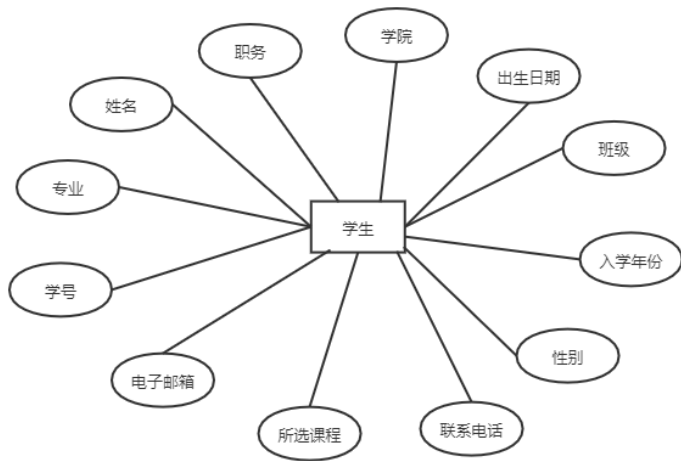 学院
职务
出生日期
姓名
班级
专业
学生
入学年份
学号
性别
电子邮箱
联系电话
所选课程